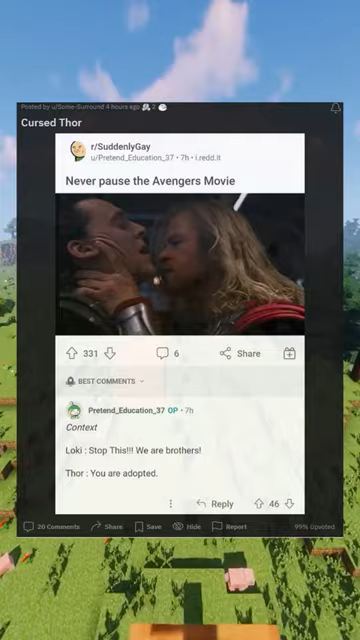 Posted by u/Some-Surround 4 hours ago 2
Cursed Thor
r/SuddenlyGay
u/Pretend_Education_37 • 7h • i.redd.it
Never pause the Avengers Movie
331 6 Share
BEST COMMENTS
Pretend_Education_37 OP • 7h
Context
Loki : Stop This!!! We are brothers!
Thor : You are adopted.
Reply 46
20 Comments Share Save Hide Report 99% Upvoted